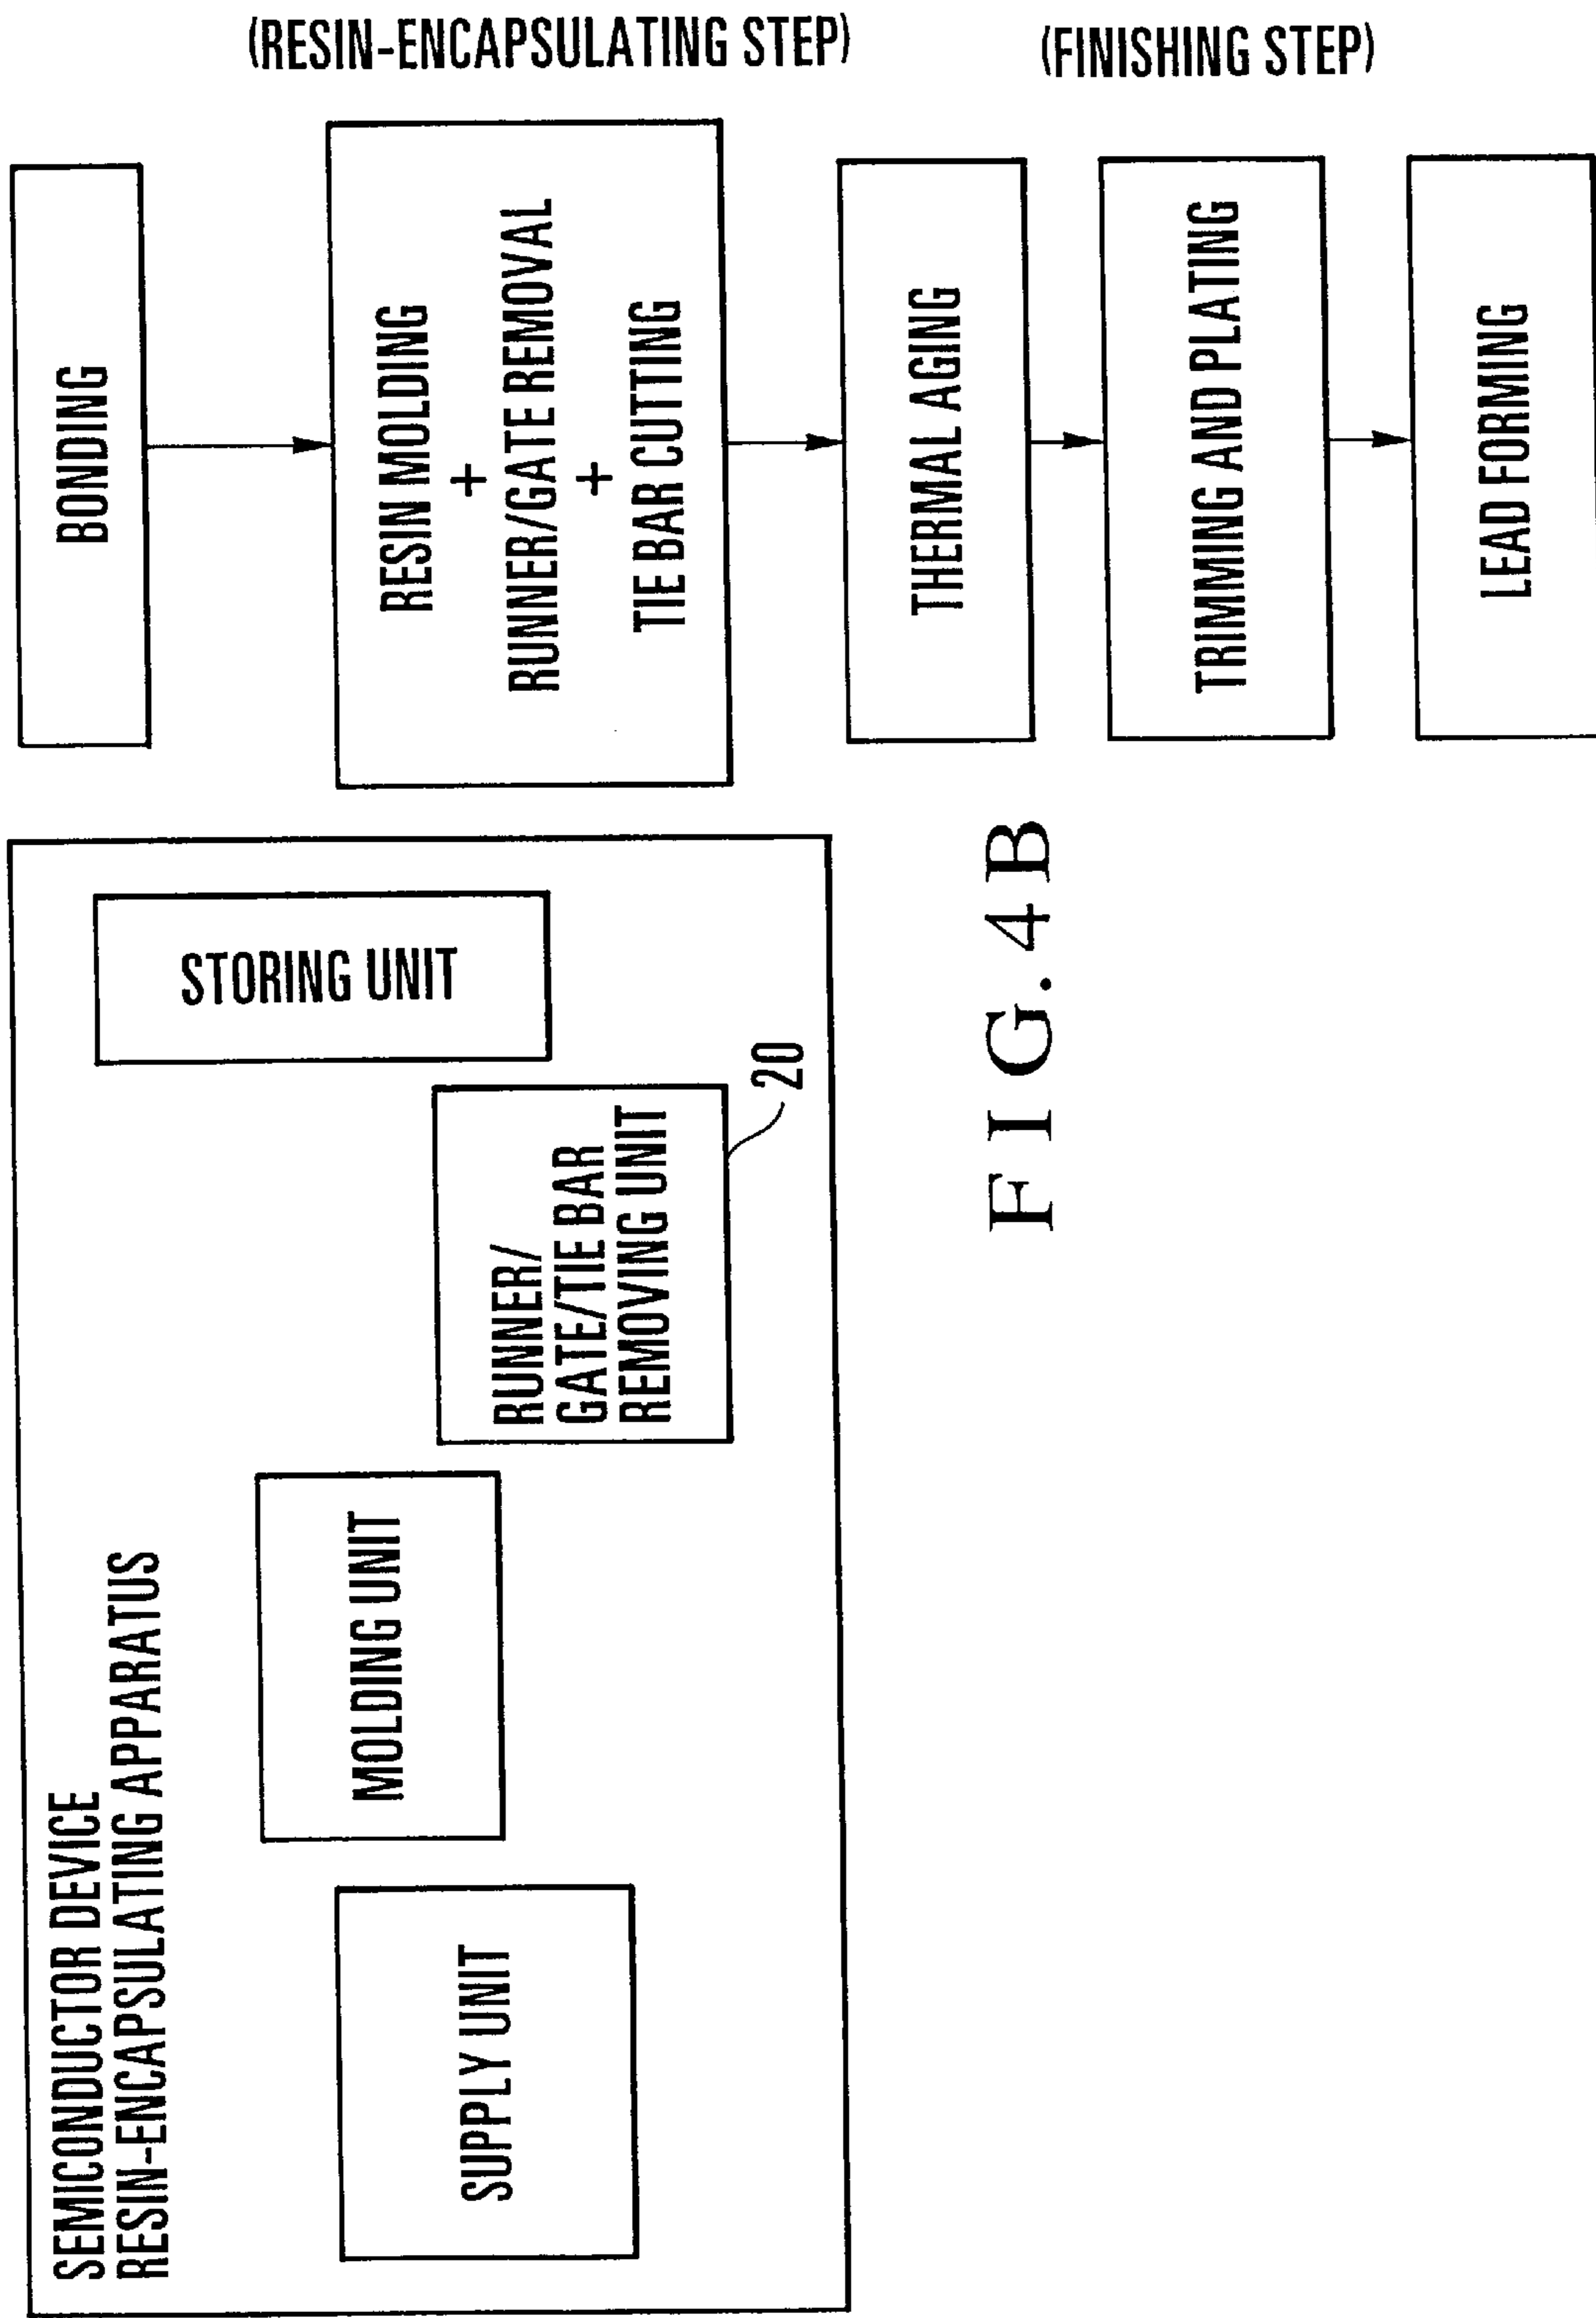 SEMICONDUCTOR DEVICE
RESIN-ENCAPSULATING APPARATUS
SUPPLY UNIT
MOLDING UNIT
RUNNER/
GATE/TIE BAR
REMOVING UNIT
20
STORING UNIT
BONDING
RESIN MOLDING
+
RUNNER/GATE REMOVAL
+
TIE BAR CUTTING
(RESIN-ENCAPSULATING STEP)
THERMAL AGING
TRIMMING AND PLATING
(FINISHING STEP)
LEAD FORMING
FIG.4B